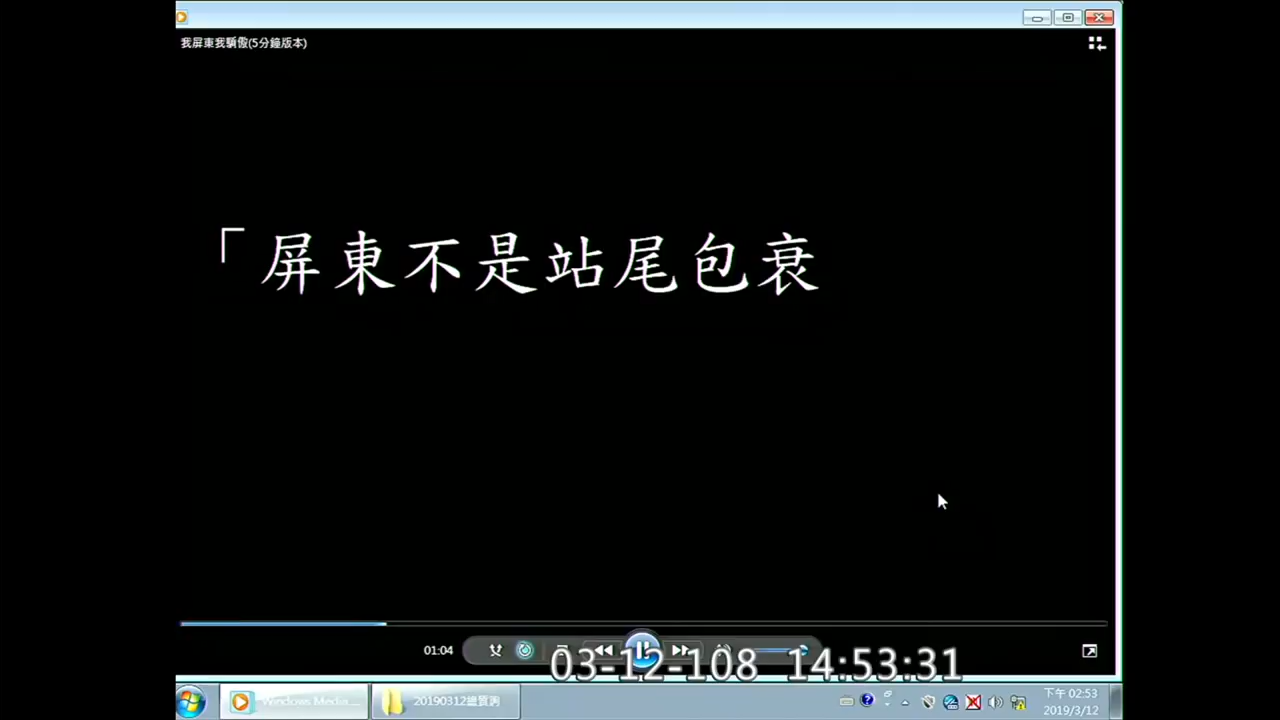 我屏東我驕傲(5分鐘版本)
「屏東不是站尾包衰
01:04
03-12-108 14:53:31
Windows Media...
20190312總質詢
下午 02:53
2019/3/12